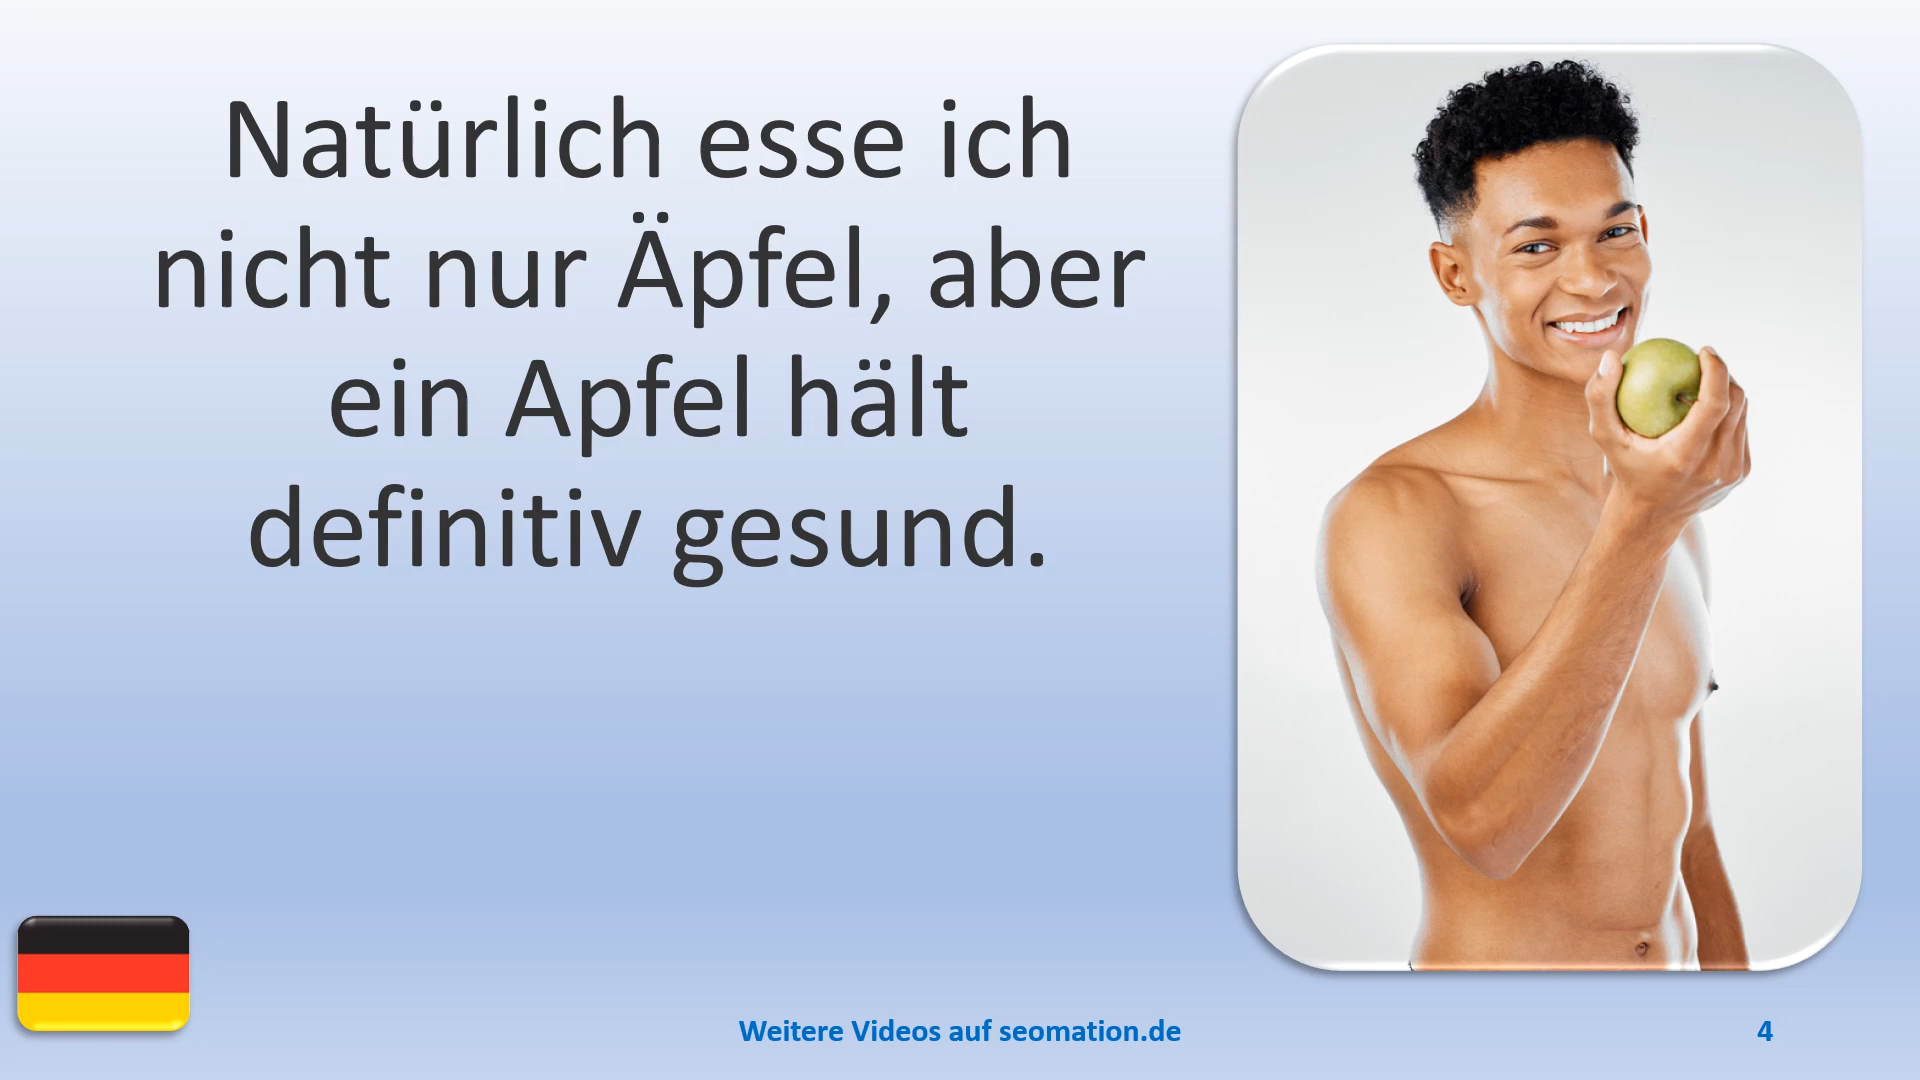 Natürlich esse ich
nicht nur Äpfel, aber
ein Apfel hält
definitiv gesund.
Weitere Videos auf seomation.de
4